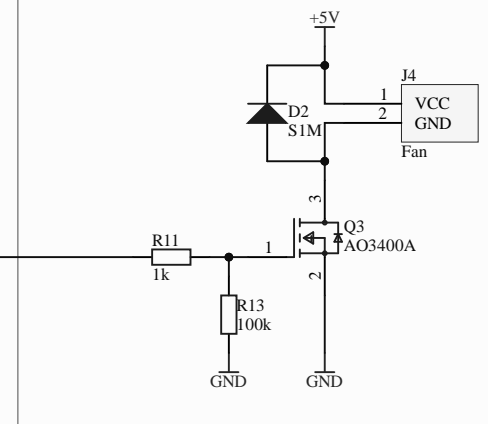 +5V
J4
1
VCC
2
GND
Fan
D2
S1M
3
Q3
AO3400A
1
2
R11
1k
R13
100k
GND
GND